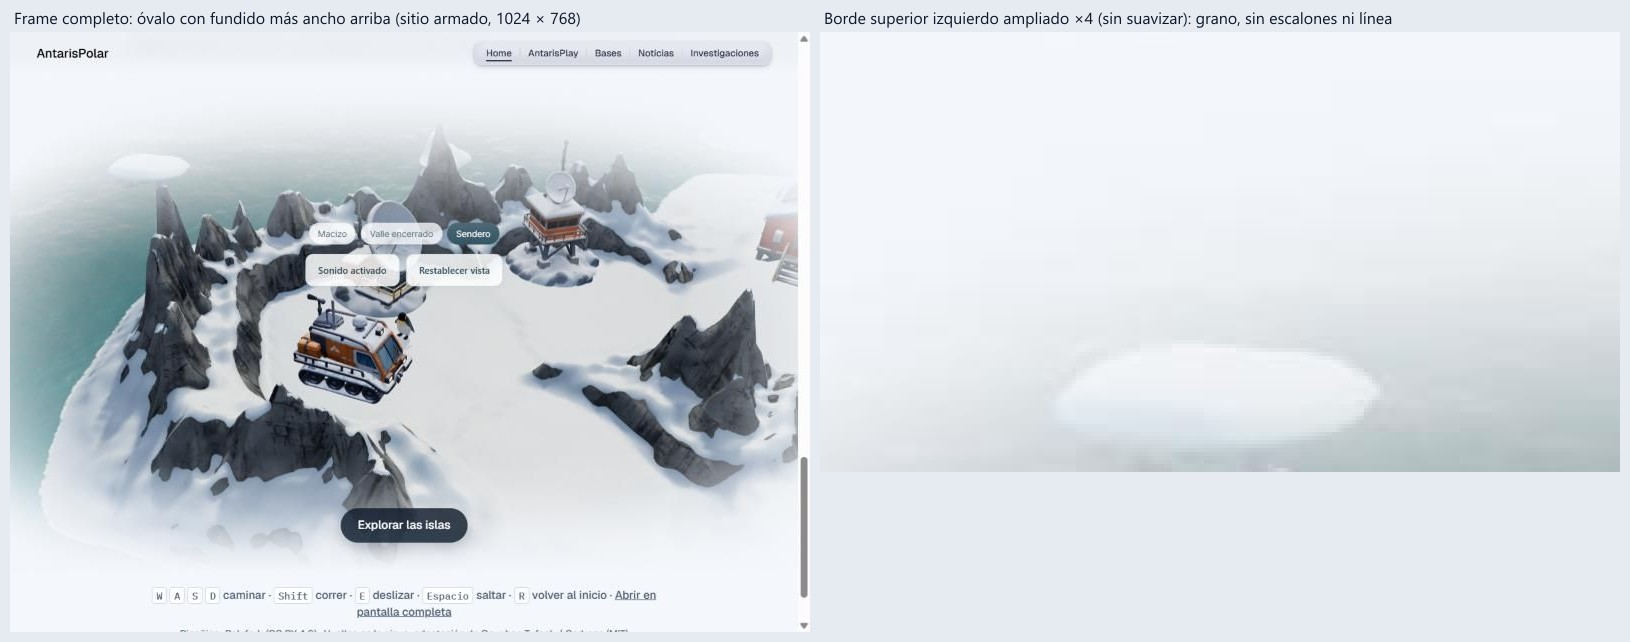 Frame completo: óvalo con fundido más ancho arriba (sitio armado, 1024 × 768)
Borde superior izquierdo ampliado ×4 (sin suavizar): grano, sin escalones ni línea
AntarisPolar
Home AntarisPlay Bases Noticias Investigaciones
Macizo Valle encerrado Sendero
Sonido activado Restablecer vista
Explorar las islas
W A S D caminar · Shift correr · E deslizar · Espacio saltar · R volver al inicio · Abrir en
pantalla completa